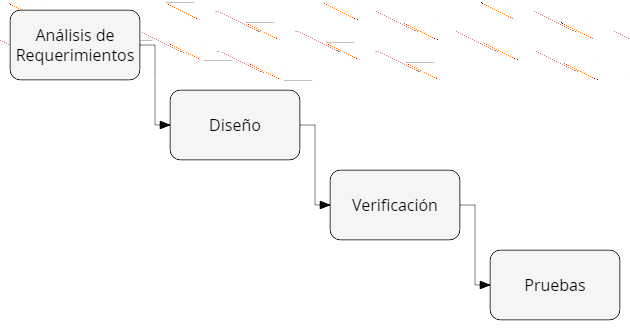 Análisis de
Requerimientos
Diseño
Verificación
Pruebas